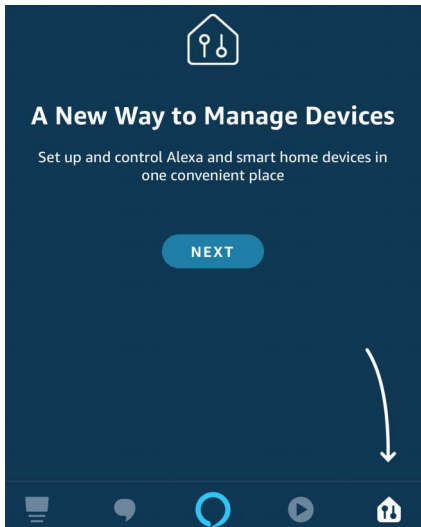 A New Way to Manage Devices
Set up and control Alexa and smart home devices in
one convenient place
NEXT